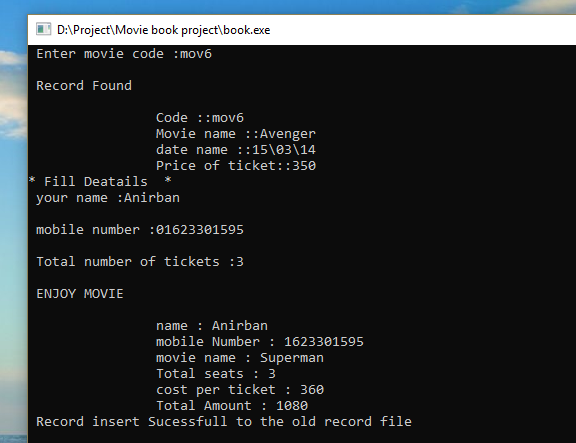 D:\Project\Movie book project\book.exe
Enter movie code :mov6
Record Found
Code ::mov6
Movie name ::Avenger
date name ::15\03\14
Price of ticket::350
* Fill Deatails  *
your name :Anirban
mobile number :01623301595
Total number of tickets :3
ENJOY MOVIE
name : Anirban
mobile Number : 1623301595
movie name : Superman
Total seats : 3
cost per ticket : 360
Total Amount : 1080
Record insert Sucessfull to the old record file